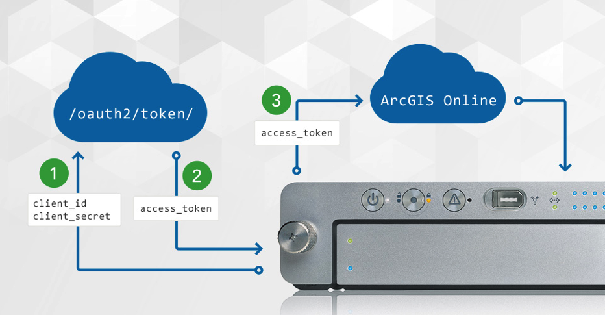 /oauth2/token/
1
client_id
client_secret
2
access_token
3
access_token
ArcGIS Online